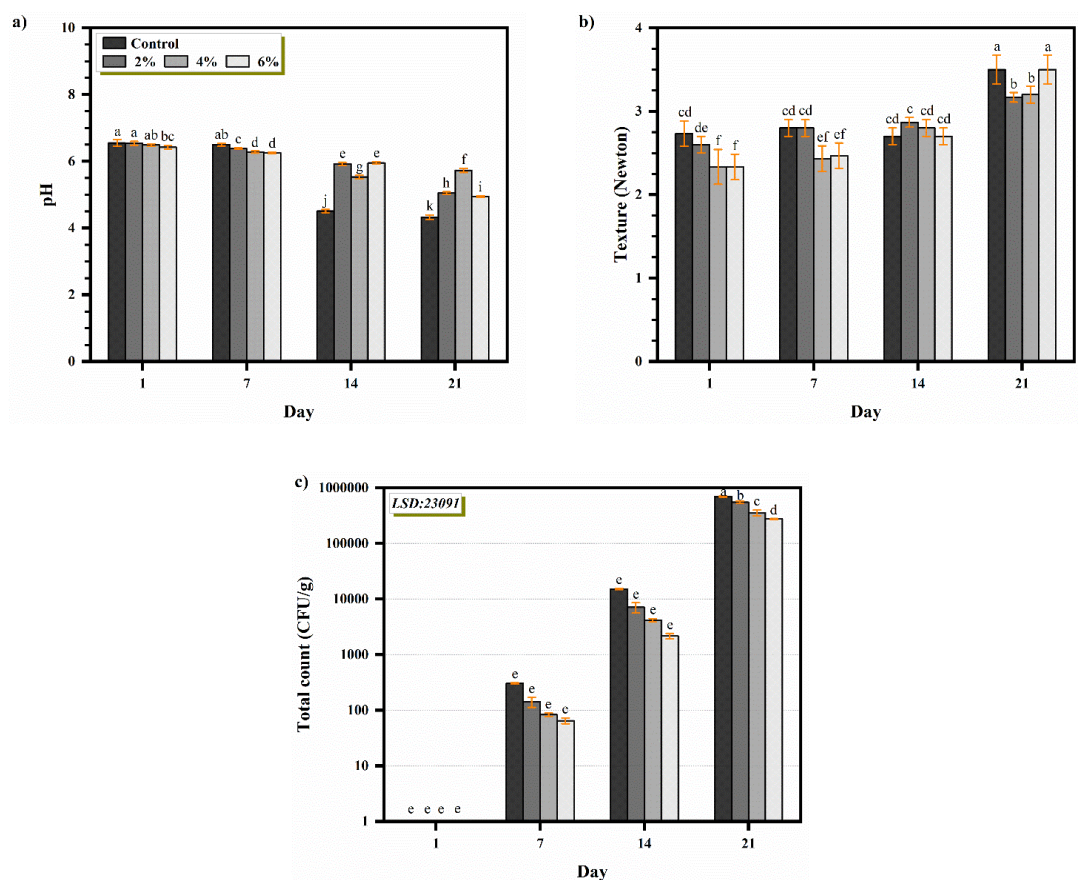 a)
10
8
6
4
2
0
pH
Control
2% 4% 6%
a a ab bc
ab c d d
j e g e
k h f i
1 7 14 21
Day
b)
4
3
2
1
0
Texture (Newton)
cd de f f
cd cd ef ef
cd c cd cd
a b b a
1 7 14 21
Day
c)
1000000
100000
10000
1000
100
10
1
Total count (CFU/g)
LSD:23091
e e e e
e e e c
e e e e
a b c d
1 7 14 21
Day